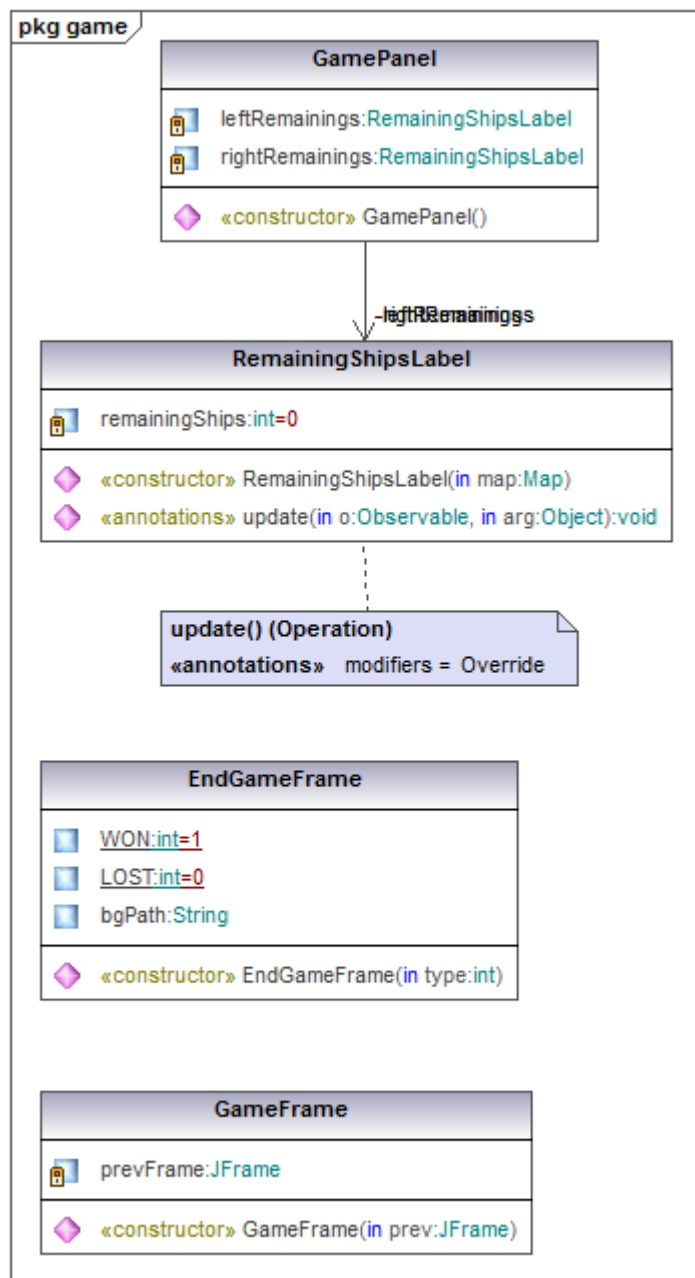 pkg game
GamePanel
leftRemainings:RemainingShipsLabel
rightRemainings:RemainingShipsLabel
«constructor» GamePanel()
RemainingShipsLabel
remainingShips:int=0
«constructor» RemainingShipsLabel(in map:Map)
«annotations» update(in o:Observable, in arg:Object):void
update() (Operation)
«annotations» modifiers = Override
EndGameFrame
WON:int=1
LOST:int=0
bgPath:String
«constructor» EndGameFrame(in type:int)
GameFrame
prevFrame:JFrame
«constructor» GameFrame(in prev:JFrame)